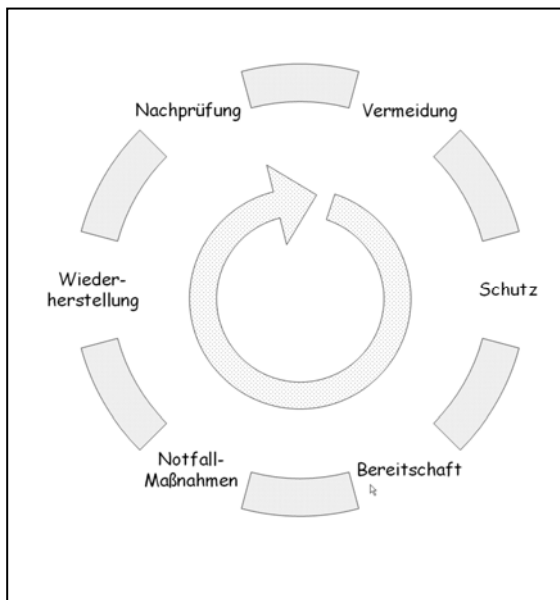 Nachprüfung
Vermeidung
Wieder-
herstellung
Schutz
Notfall-
Maßnahmen
Bereitschaft